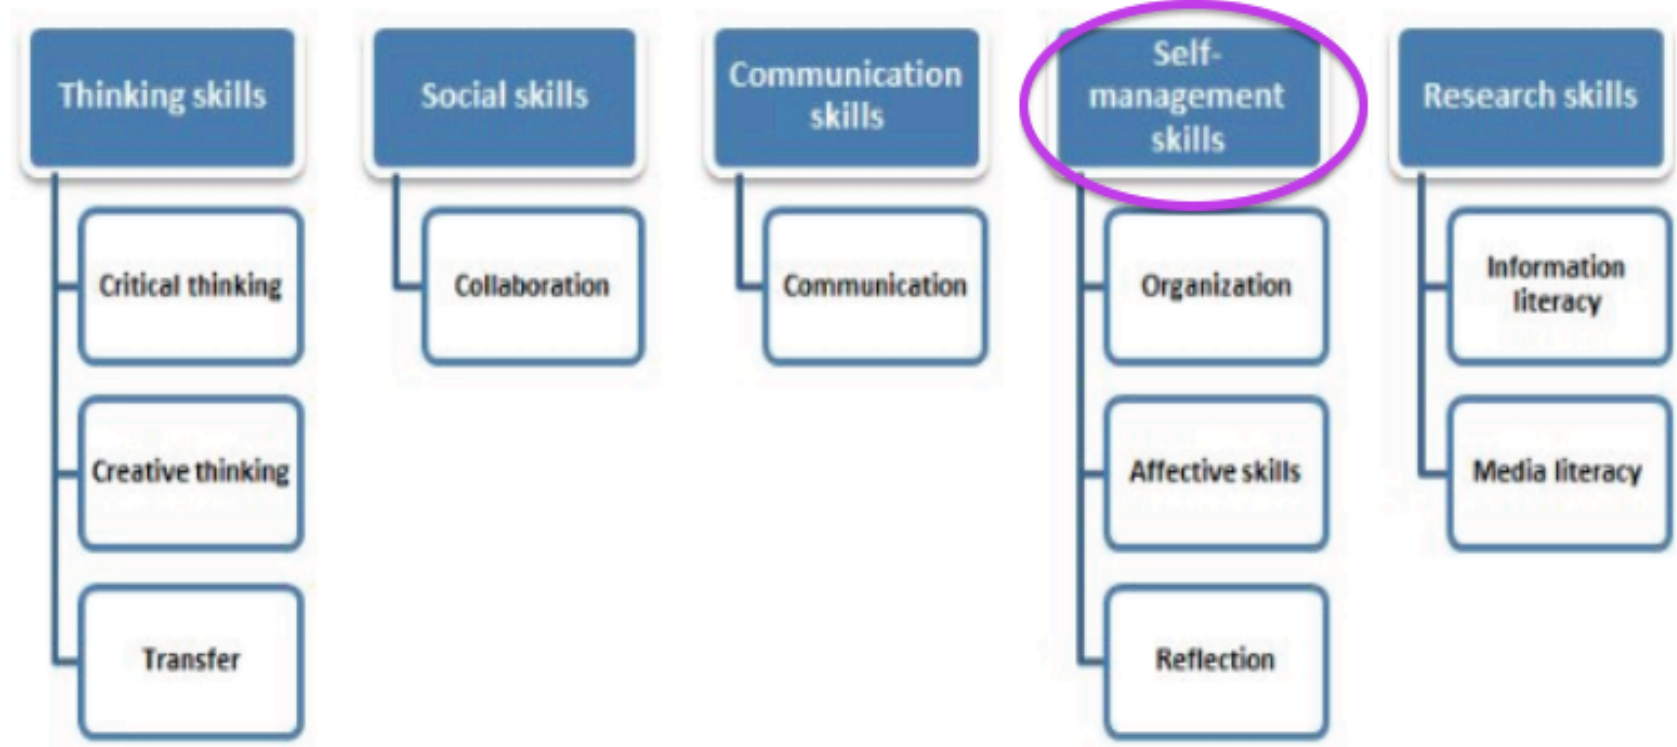 Thinking skills
Critical thinking
Creative thinking
Transfer
Social skills
Collaboration
Communication
skills
Communication
Self-
management
skills
Organization
Affective skills
Reflection
Research skills
Information
literacy
Media literacy